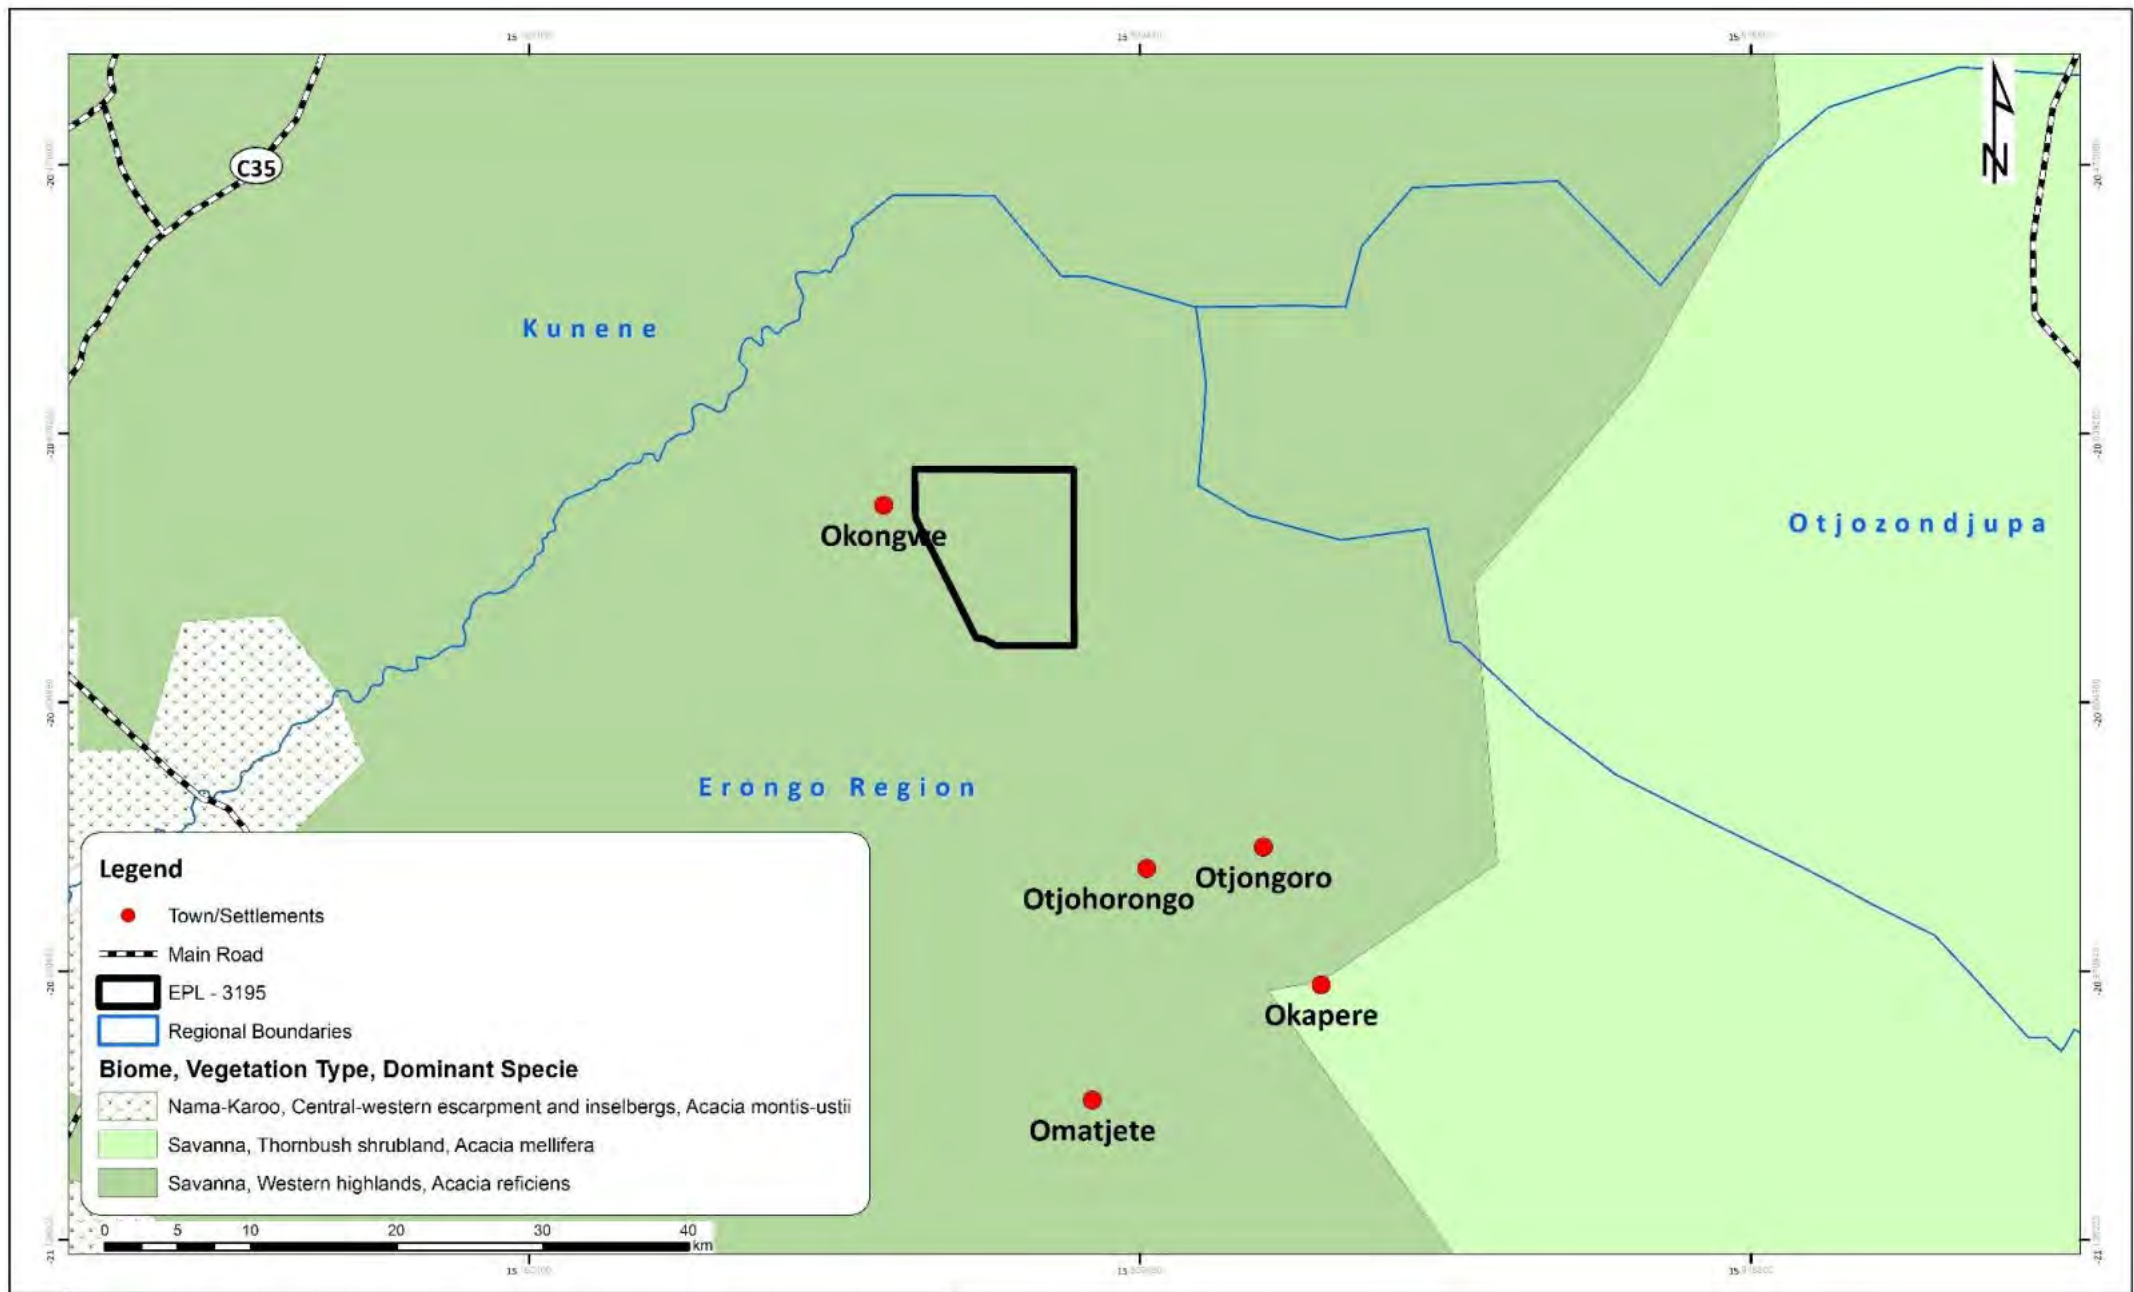 C35
N
Kunene
Okongwe
Otjozondjupa
Erongo Region
Otjongoro
Otjohorongo
Okapere
Omatjete
Legend
Town/Settlements
Main Road
EPL - 3195
Regional Boundaries
Biome, Vegetation Type, Dominant Specie
Nama-Karoo, Central-western escarpment and inselbergs, Acacia montis-ustii
Savanna, Thornbush shrubland, Acacia mellifera
Savanna, Western highlands, Acacia reficiens
0 5 10 20 30 40
km